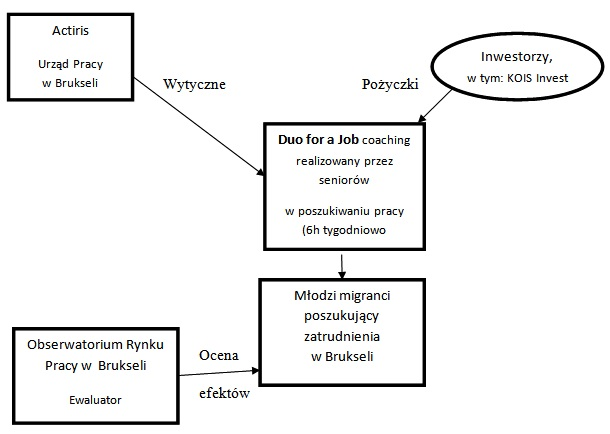 Actiris
Urząd Pracy
w Brukseli
Wytyczne
Pożyczki
Inwestorzy,
w tym: KOIS Invest
Duo for a Job coaching
realizowany przez
seniorów
w poszukiwaniu pracy
(6h tygodniowo
Młodzi migranci
poszukujący
zatrudnienia
w Brukseli
Obserwatorium Rynku
Pracy w Brukseli
Ewaluator
Ocena
efektów